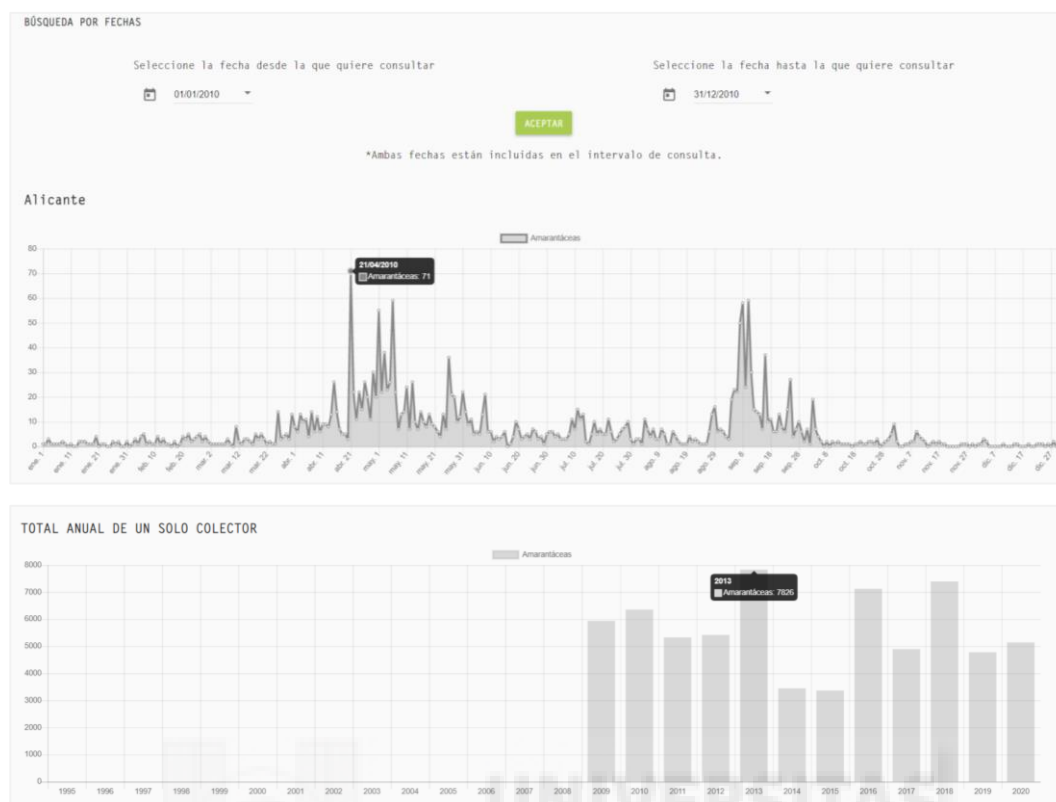 BÚSQUEDA POR FECHAS
Seleccione la fecha desde la que quiere consultar
Seleccione la fecha hasta la que quiere consultar
01/01/2010
31/12/2010
ACEPTAR
*Ambas fechas están incluidas en el intervalo de consulta.
Alicante
Amarantáceas
80
70
60
50
40
30
20
10
0
21/04/2010
Amarantáceas: 71
ene. 1 ene. 11 ene. 21 ene. 31 feb. 10 feb. 20 mar. 2 mar. 12 mar. 22 abr. 1 abr. 11 abr. 21 may. 1 may. 11 may. 21 may. 31 jun. 10 jun. 20 jun. 30 jul. 10 jul. 20 jul. 30 ago. 9 ago. 19 ago. 29 sep. 8 sep. 18 sep. 28 oct. 8 oct. 18 oct. 28 nov. 7 nov. 17 nov. 27 dic. 7 dic. 17 dic. 27
TOTAL ANUAL DE UN SOLO COLECTOR
Amarantáceas
8000
7000
6000
5000
4000
3000
2000
1000
0
2013
Amarantáceas: 7826
1995 1996 1997 1998 1999 2000 2001 2002 2003 2004 2005 2006 2007 2008 2009 2010 2011 2012 2013 2014 2015 2016 2017 2018 2019 2020